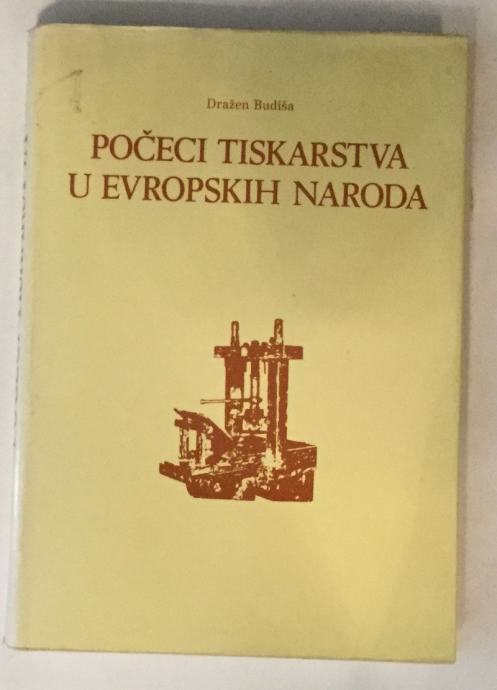 Dražen Budiša
POČECI TISKARSTVA
U EVROPSKIH NARODA